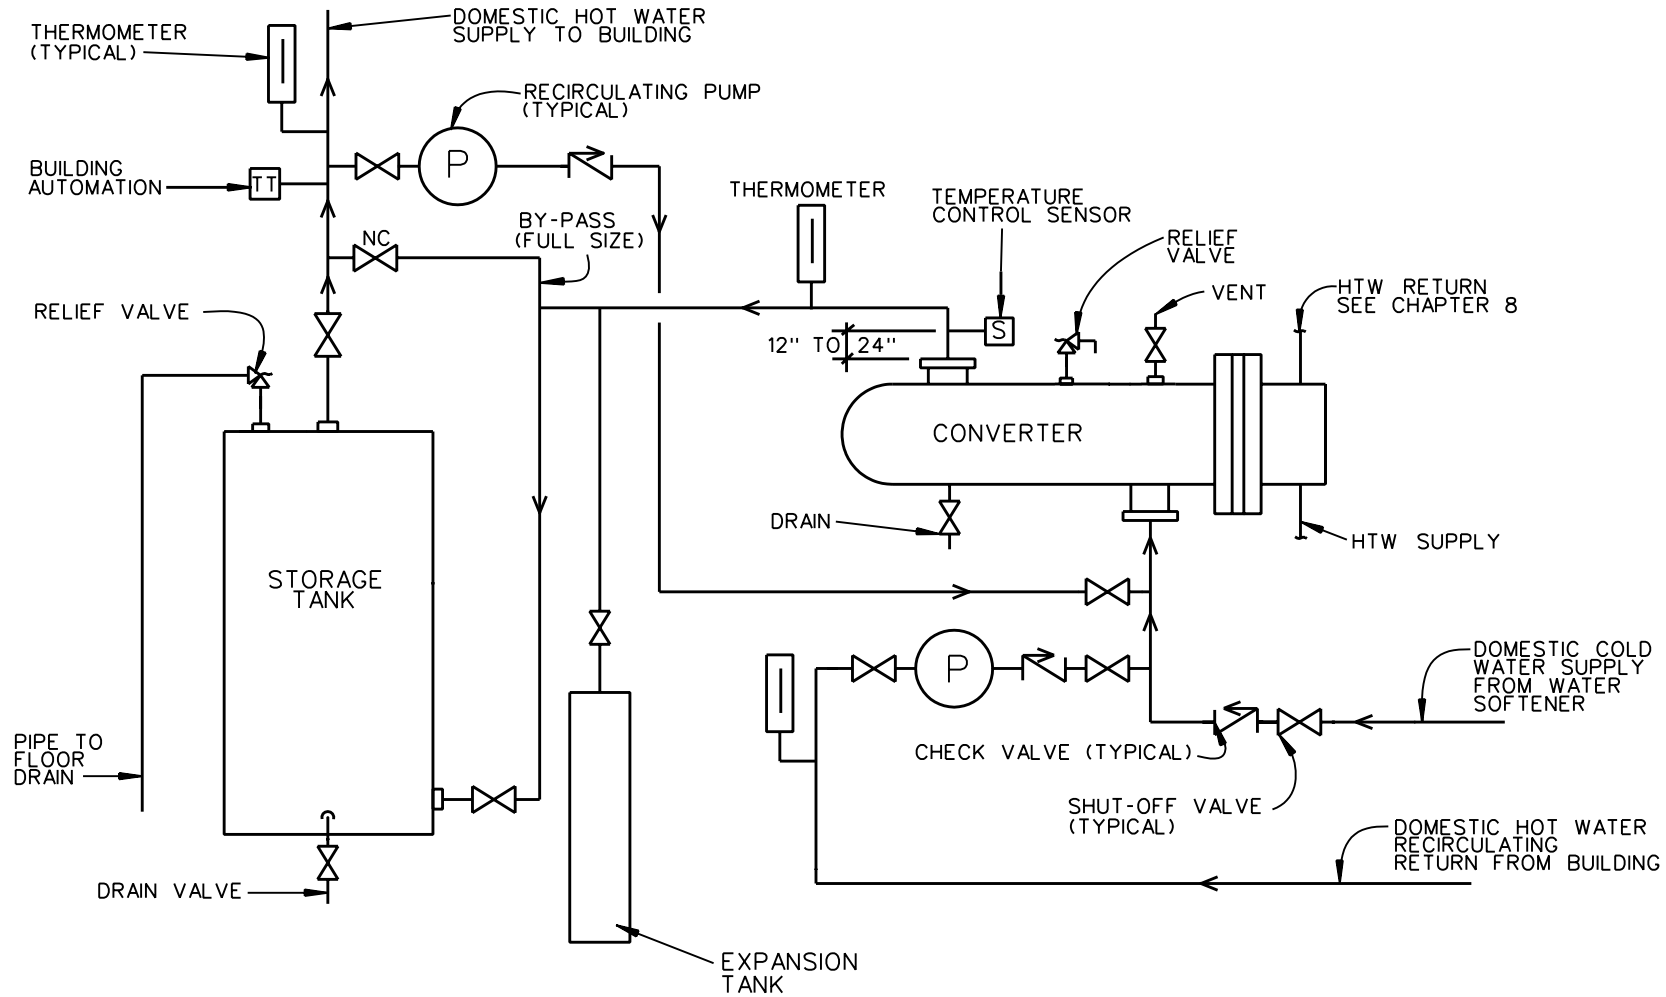 THERMOMETER
(TYPICAL)
DOMESTIC HOT WATER
SUPPLY TO BUILDING
RECIRCULATING PUMP
(TYPICAL)
P
BUILDING
AUTOMATION
TT
NC
BY-PASS
(FULL SIZE)
THERMOMETER
TEMPERATURE
CONTROL SENSOR
RELIEF
VALVE
VENT
HTW RETURN
SEE CHAPTER 8
RELIEF VALVE
S
12" TO 24"
CONVERTER
DRAIN
HTW SUPPLY
STORAGE
TANK
P
DOMESTIC COLD
WATER SUPPLY
FROM WATER
SOFTENER
PIPE TO
FLOOR
DRAIN
CHECK VALVE (TYPICAL)
SHUT-OFF VALVE
(TYPICAL)
DOMESTIC HOT WATER
RECIRCULATING
RETURN FROM BUILDING
DRAIN VALVE
EXPANSION
TANK